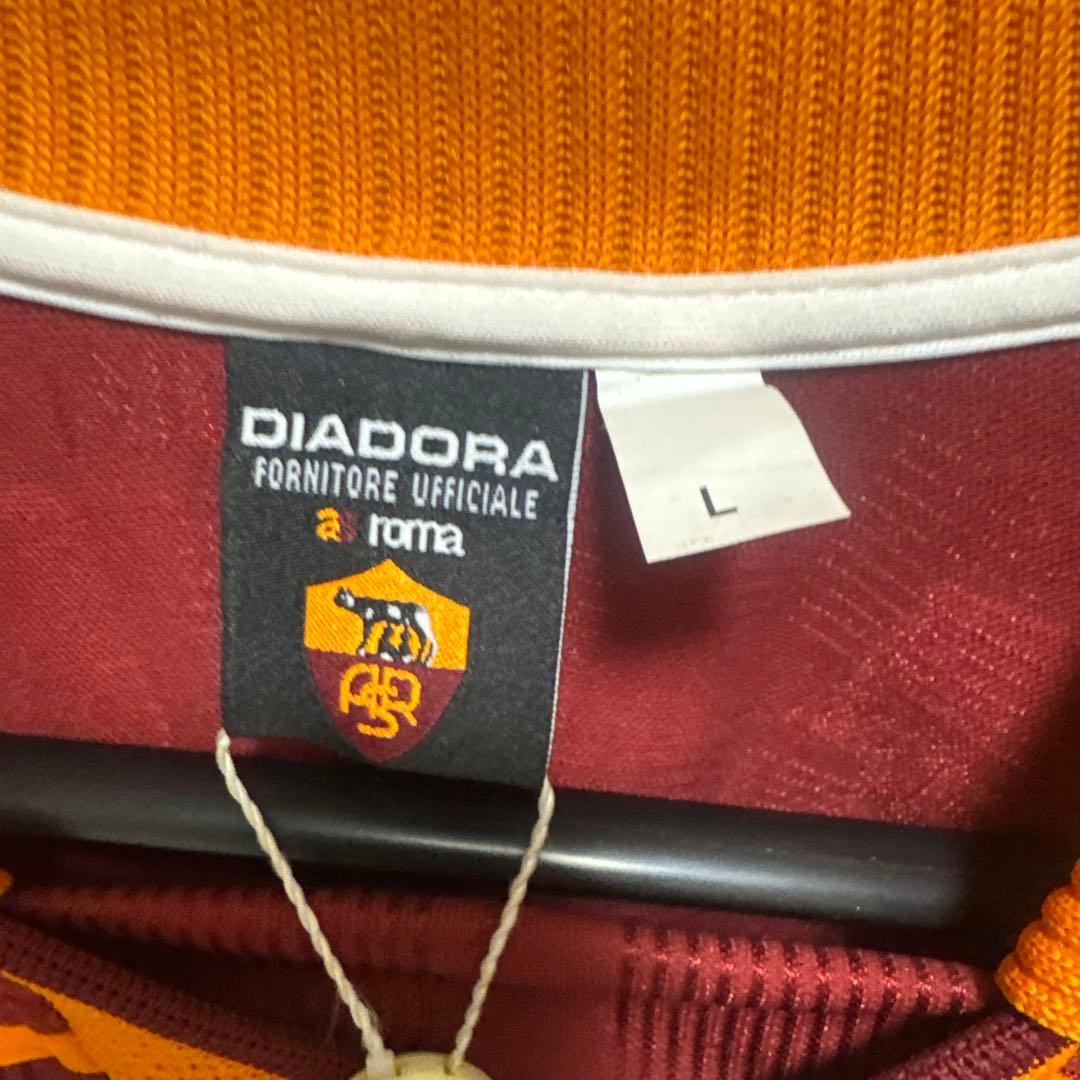 DIADORA
FORNITORE UFFICIALE
as roma
ASR
L